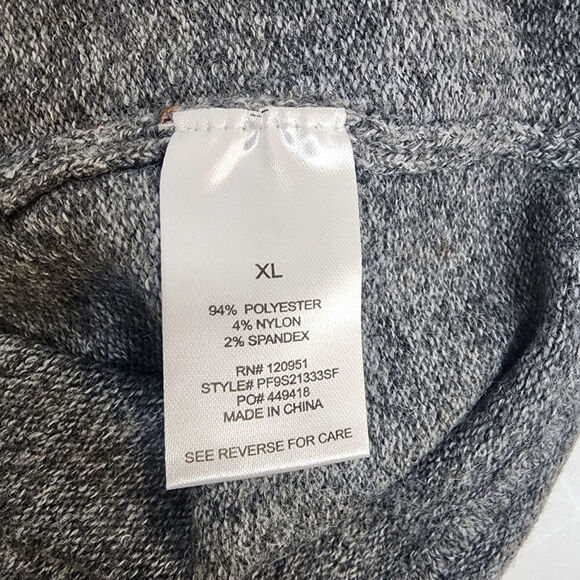 XL
94% POLYESTER
4% NYLON
2% SPANDEX
RN# 120951
STYLE# PF9S21333SF
PO# 449418
MADE IN CHINA
SEE REVERSE FOR CARE